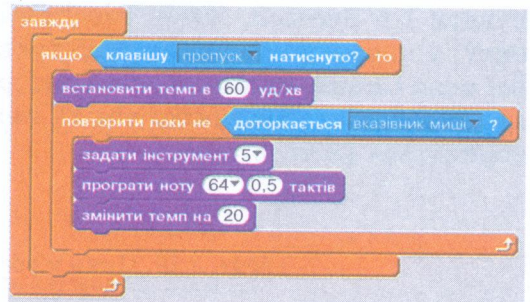 завжди
якщо клавішу пропуск натиснуто? то
встановити темп в 60 уд/хв
повторити поки не доторкається вказівник миші ?
задати інструмент 5
програти ноту 64 0,5 тактів
змінити темп на 20